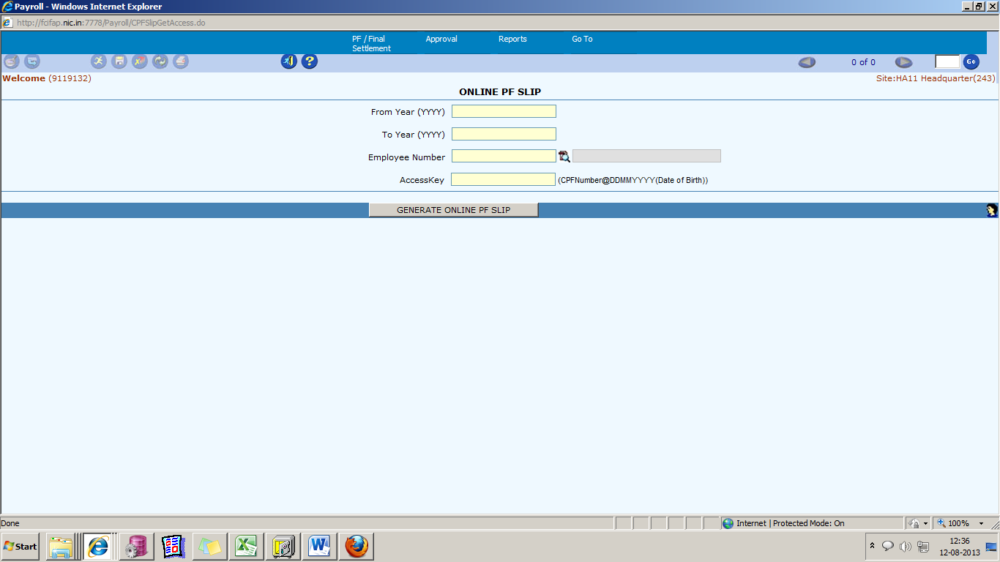 Payroll - Windows Internet Explorer
http://fcifap.nic.in:7778/Payroll/CPFSlipGetAccess.do
PF / Final Settlement Approval Reports Go To
0 of 0 Go
Welcome (9119132) Site:HA11 Headquarter(243)
ONLINE PF SLIP
From Year (YYYY)
To Year (YYYY)
Employee Number
AccessKey (CPFNumber@DDMMYYYY(Date of Birth))
GENERATE ONLINE PF SLIP
Done Internet | Protected Mode: On 100%
Start 12:36
12-08-2013